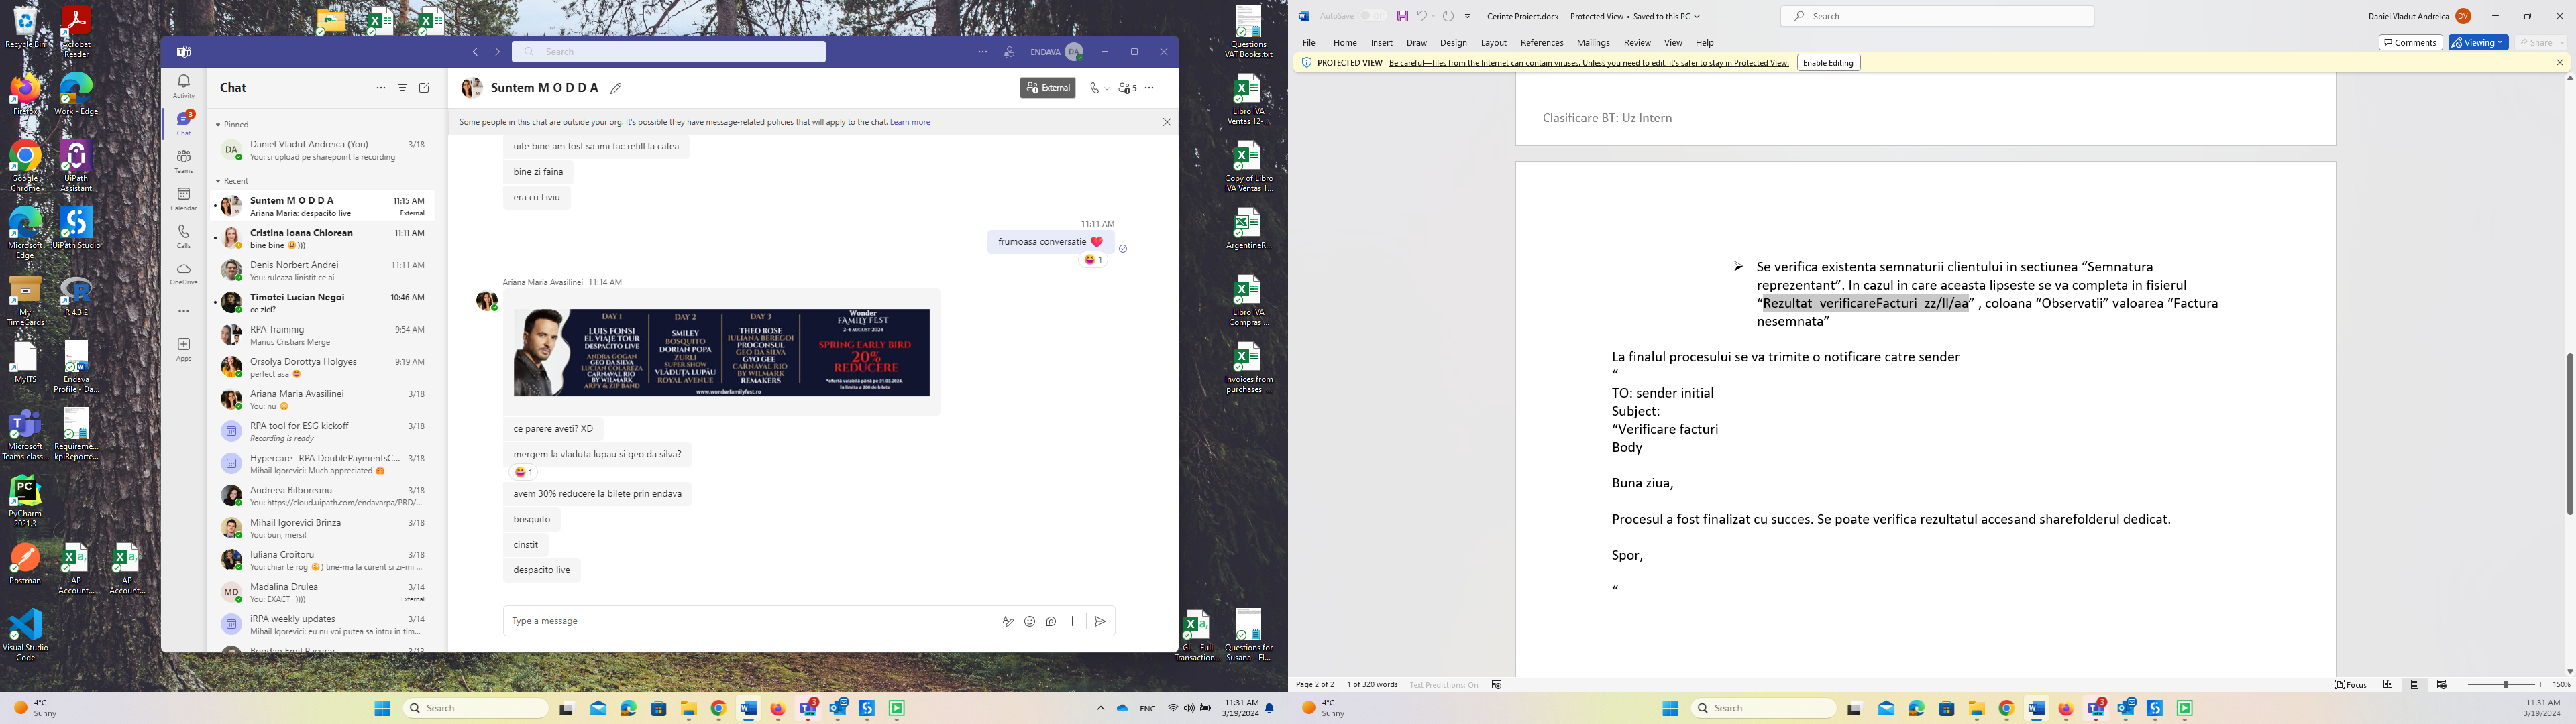 Recycle Bin
Acrobat Reader
Firefox
Work - Edge
Google Chrome
UiPath Assistant
Microsoft Edge
UiPath Studio
My TimeCards
R 4.3.2
MyITS
Endava Profile - Da...
Microsoft Teams class...
Requireme... kpiReporte...
PyCharm 2021.3
Postman
AP Account...
AP Account...
Visual Studio Code
Search
ENDAVA
DA
Activity
Chat
3
Teams
Calendar
Calls
OneDrive
Apps
Chat
Pinned
DA
Daniel Vladut Andreica (You) 3/18
You: si upload pe sharepoint la recording
Recent
Suntem M O D D A 11:15 AM
Ariana Maria: despacito live External
Cristina Ioana Chiorean 11:11 AM
bine bine 😄)))
Denis Norbert Andrei 11:11 AM
You: ruleaza linistit ce ai
Timotei Lucian Negoi 10:46 AM
ce zici?
RPA Traininig 9:54 AM
Marius Cristian: Merge
Orsolya Dorottya Holgyes 9:19 AM
perfect asa
Ariana Maria Avasilinei 3/18
You: nu
RPA tool for ESG kickoff 3/18
Recording is ready
Hypercare -RPA DoublePaymentsC... 3/18
Mihail Igorevici: Much appreciated
Andreea Bilboreanu 3/18
You: https://cloud.uipath.com/endavarpa/PRD/...
Mihail Igorevici Brinza 3/18
You: bun, mersi!
Iuliana Croitoru 3/18
You: chiar te rog 😄) tine-ma la curent si zi-mi ...
MD
Madalina Drulea 3/14
You: EXACT=)))) External
iRPA weekly updates 3/14
Mihail Igorevici: eu nu voi putea sa intru in tim...
Bogdan Emil Pacurar 3/13
Suntem M O D D A
External
5
Some people in this chat are outside your org. It's possible they have message-related policies that will apply to the chat. Learn more
uite bine am fost sa imi fac refill la cafea
bine zi faina
era cu Liviu
11:11 AM
frumoasa conversatie ❤
1
Ariana Maria Avasilinei 11:14 AM
DAY 1
LUIS FONSI
EL VIAJE TOUR
DESPACITO LIVE
ANDRA GOGAN
GEO DA SILVA
LUCIAN COLAREZA
CARNAVAL RIO
BY WILMARK
ARPY & ZIP BAND
DAY 2
SMILEY
BOSQUITO
DORIAN POPA
ZURLI
SUPER SHOW
VLĂDUȚA LUPĂU
ROYAL AVENUE
DAY 3
THEO ROSE
IULIANA BEREGOI
PROCONSUL
GEO DA SILVA
GYO GEE
CARNAVAL RIO
BY WILMARK
REMAKERS
Wonder
FAMILY FEST
2-4 AUGUST 2024
SPRING EARLY BIRD
20%
REDUCERE
*ofertă valabilă până pe 31.03.2024,
în limita a 200 de bilete
www.wonderfamilyfest.ro
ce parere aveti? XD
mergem la vladuta lupau si geo da silva?
1
avem 30% reducere la bilete prin endava
bosquito
cinstit
despacito live
Type a message
Questions VAT Books.txt
Libro IVA Ventas 12-...
Copy of Libro IVA Ventas 1...
ArgentineR...
Libro IVA Compras ...
Invoices from purchases ...
GL – Full Transaction...
Questions for Susana - FI...
4°C
Sunny
Search
ENG
11:31 AM
3/19/2024
AutoSave
Cerinte Proiect.docx • Protected View • Saved to this PC
Search
Daniel Vladut Andreica DV
File Home Insert Draw Design Layout References Mailings Review View Help
Comments
Viewing
Share
PROTECTED VIEW Be careful—files from the Internet can contain viruses. Unless you need to edit, it's safer to stay in Protected View. Enable Editing
Clasificare BT: Uz Intern
➢ Se verifica existenta semnaturii clientului in sectiunea “Semnatura
reprezentant”. In cazul in care aceasta lipseste se va completa in fisierul
“Rezultat_verificareFacturi_zz/ll/aa” , coloana “Observatii” valoarea “Factura
nesemnata”
La finalul procesului se va trimite o notificare catre sender
“
TO: sender initial
Subject:
“Verificare facturi
Body
Buna ziua,
Procesul a fost finalizat cu succes. Se poate verifica rezultatul accesand sharefolderul dedicat.
Spor,
“
Page 2 of 2 1 of 320 words Text Predictions: On
Focus
150%
4°C
Sunny
Search
11:31 AM
3/19/2024